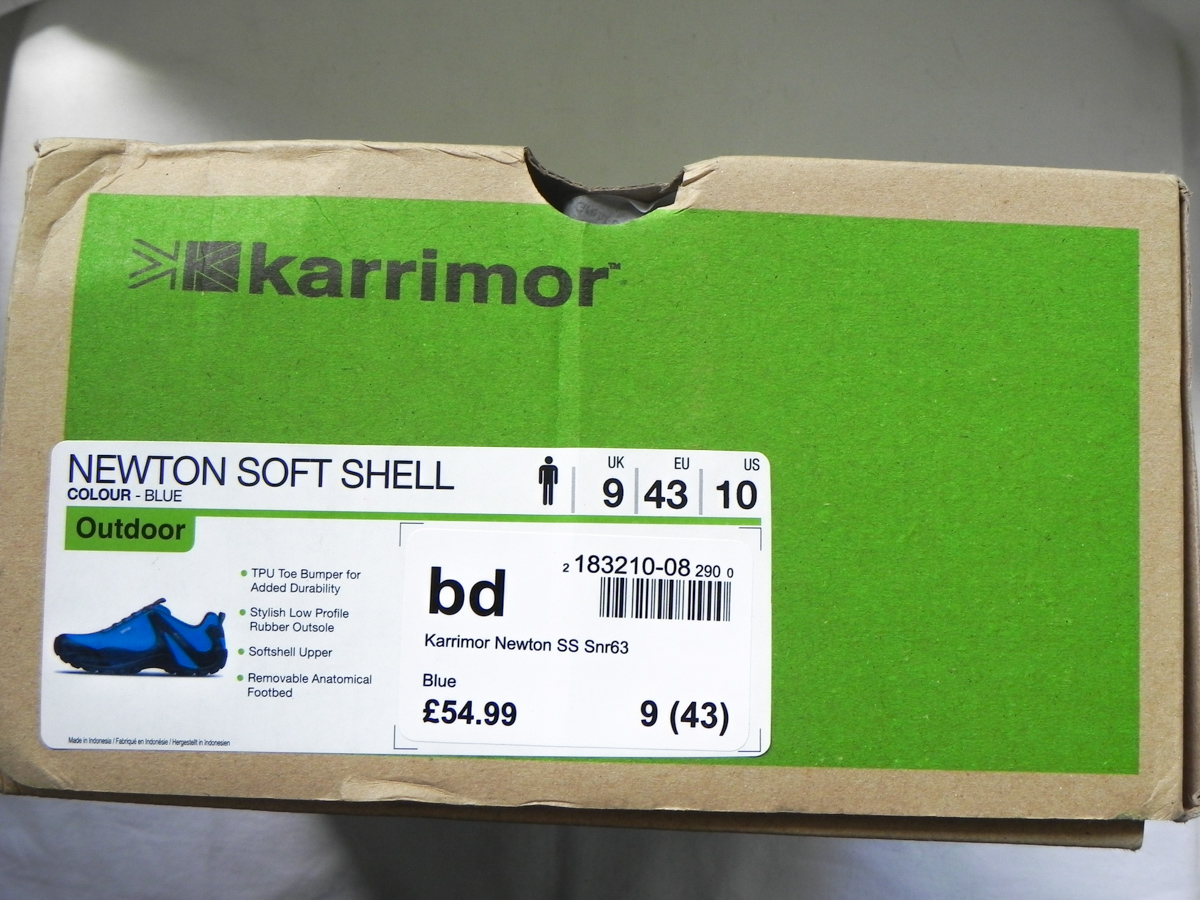 karrimor™
NEWTON SOFT SHELL
COLOUR - BLUE
UK EU US
9 43 10
Outdoor
TPU Toe Bumper for
Added Durability
Stylish Low Profile
Rubber Outsole
Softshell Upper
Removable Anatomical
Footbed
Made in Indonesia / Fabriqué en Indonésie / Hergestellt in Indonesien
bd
2 183210-08 290 0
Karrimor Newton SS Snr63
Blue
£54.99 9 (43)